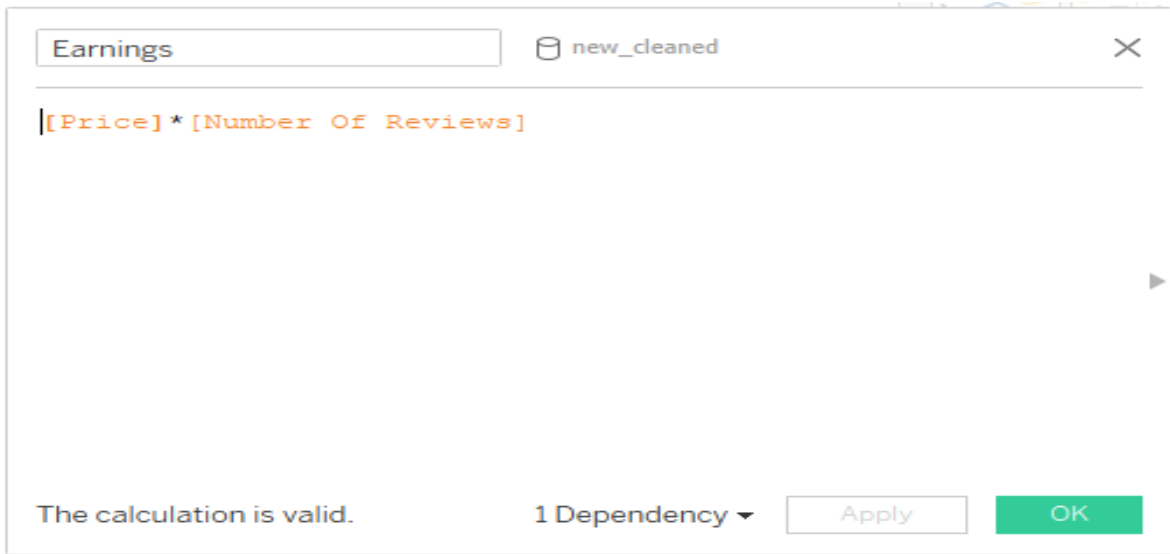 Earnings
new_cleaned
[Price]*[Number Of Reviews]
The calculation is valid.
1 Dependency
Apply
OK